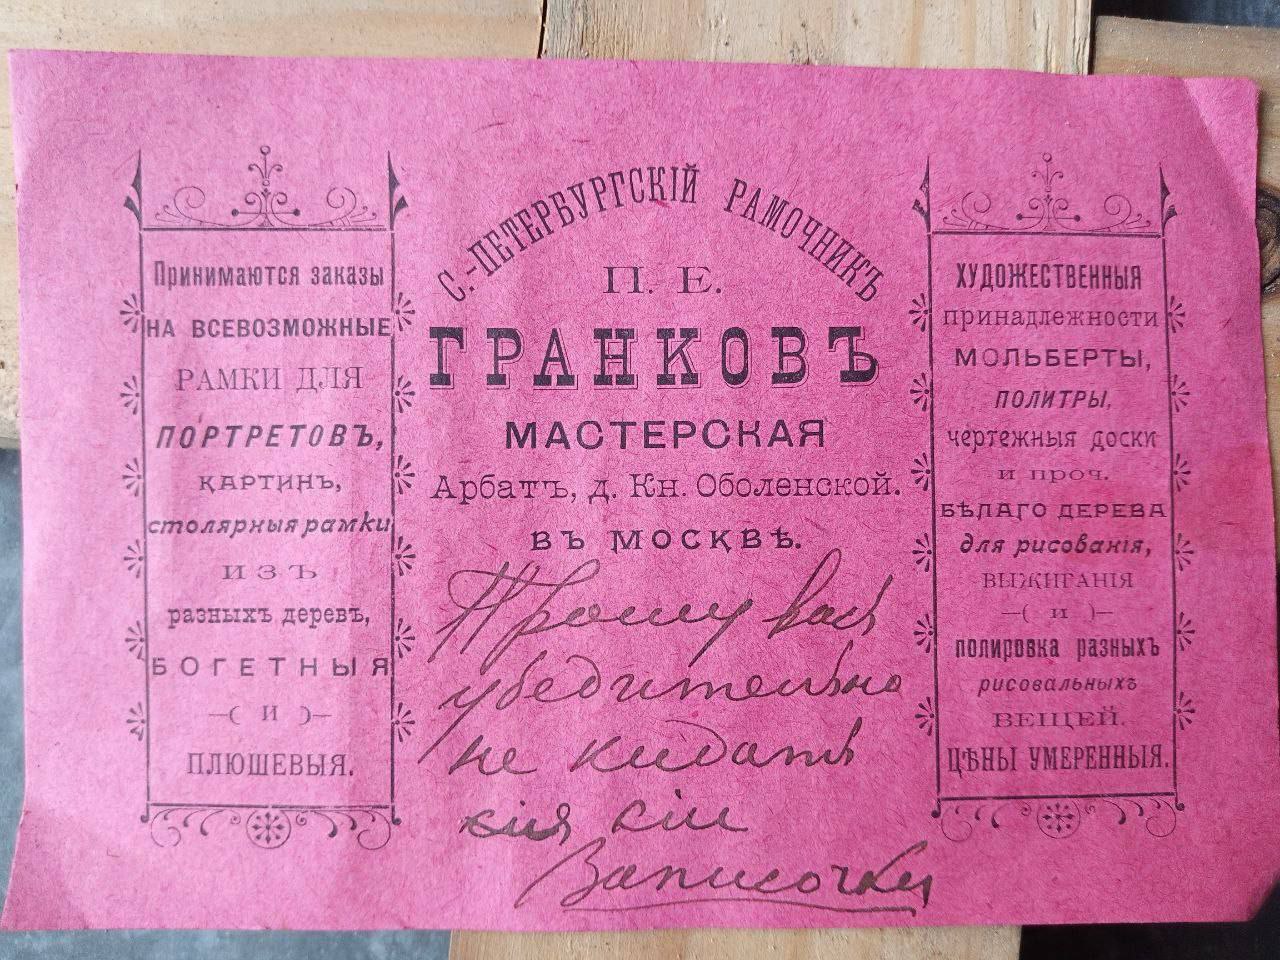 Принимаются заказы
на всевозможные
РАМКИ ДЛЯ
ПОРТРЕТОВЪ,
КАРТИНЪ,
столярныя рамки
ИЗЪ
разныхъ деревъ,
БОГЕТНЫЯ
—( И )—
ПЛЮШЕВЫЯ.
С.-ПЕТЕРБУРГСКІЙ РАМОЧНИКЪ
П. Е.
ГРАНКОВЪ
МАСТЕРСКАЯ
Арбатъ, д. Кн. Оболенской.
ВЪ МОСКВѢ.
Прошу васъ
убедительно
не кидать
сія сіи
Записочки
ХУДОЖЕСТВЕННЫЯ
принадлежности
МОЛЬБЕРТЫ,
ПОЛИТРЫ,
чертежныя доски
и проч.
БѢЛАГО ДЕРЕВА
для рисованія,
ВЫЖИГАНІЯ
—( и )—
полировка разныхъ
рисовальныхъ
ВЕЩЕЙ.
ЦѢНЫ УМЕРЕННЫЯ.